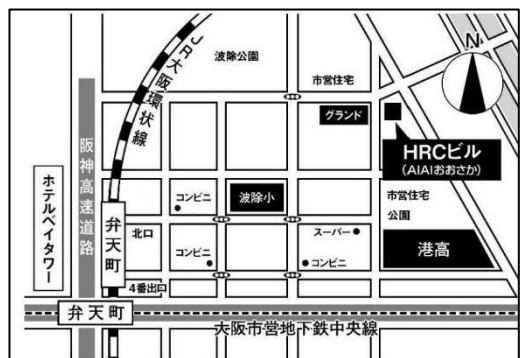 波除公園
市営住宅
N
JR大阪環状線
グランド
HRCビル
(AIAIおおさか)
阪神高速道路
ホテルベイタワー
コンビニ
波除小
市営住宅
公園
弁天町
北口
スーパー
港高
コンビニ
コンビニ
4番出口
弁天町
大阪市営地下鉄中央線